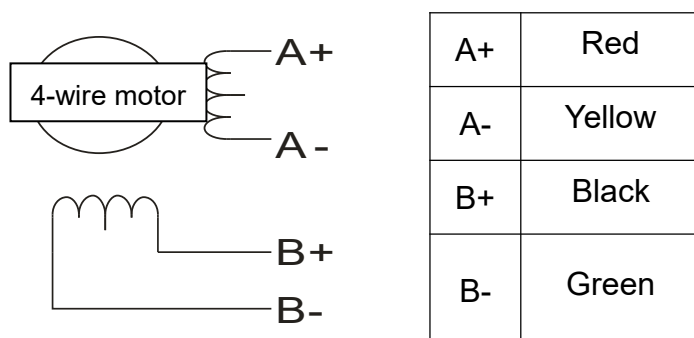 4-wire motor
A+
A-
B+
B-
A+ Red
A- Yellow
B+ Black
B- Green